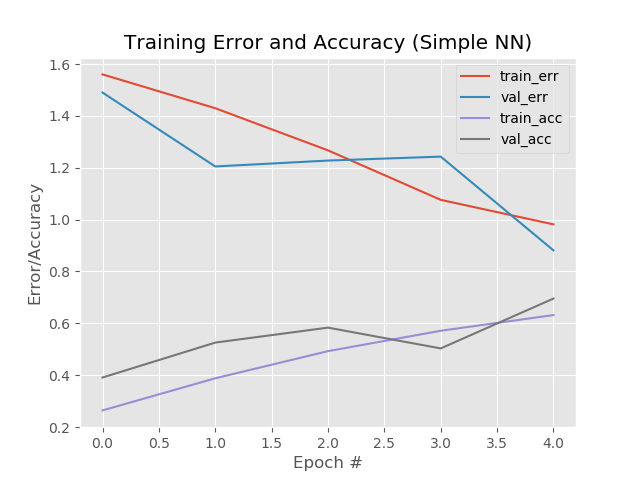 Training Error and Accuracy (Simple NN)
train_err
val_err
train_acc
val_acc
Error/Accuracy
1.6
1.4
1.2
1.0
0.8
0.6
0.4
0.2
0.0 0.5 1.0 1.5 2.0 2.5 3.0 3.5 4.0
Epoch #